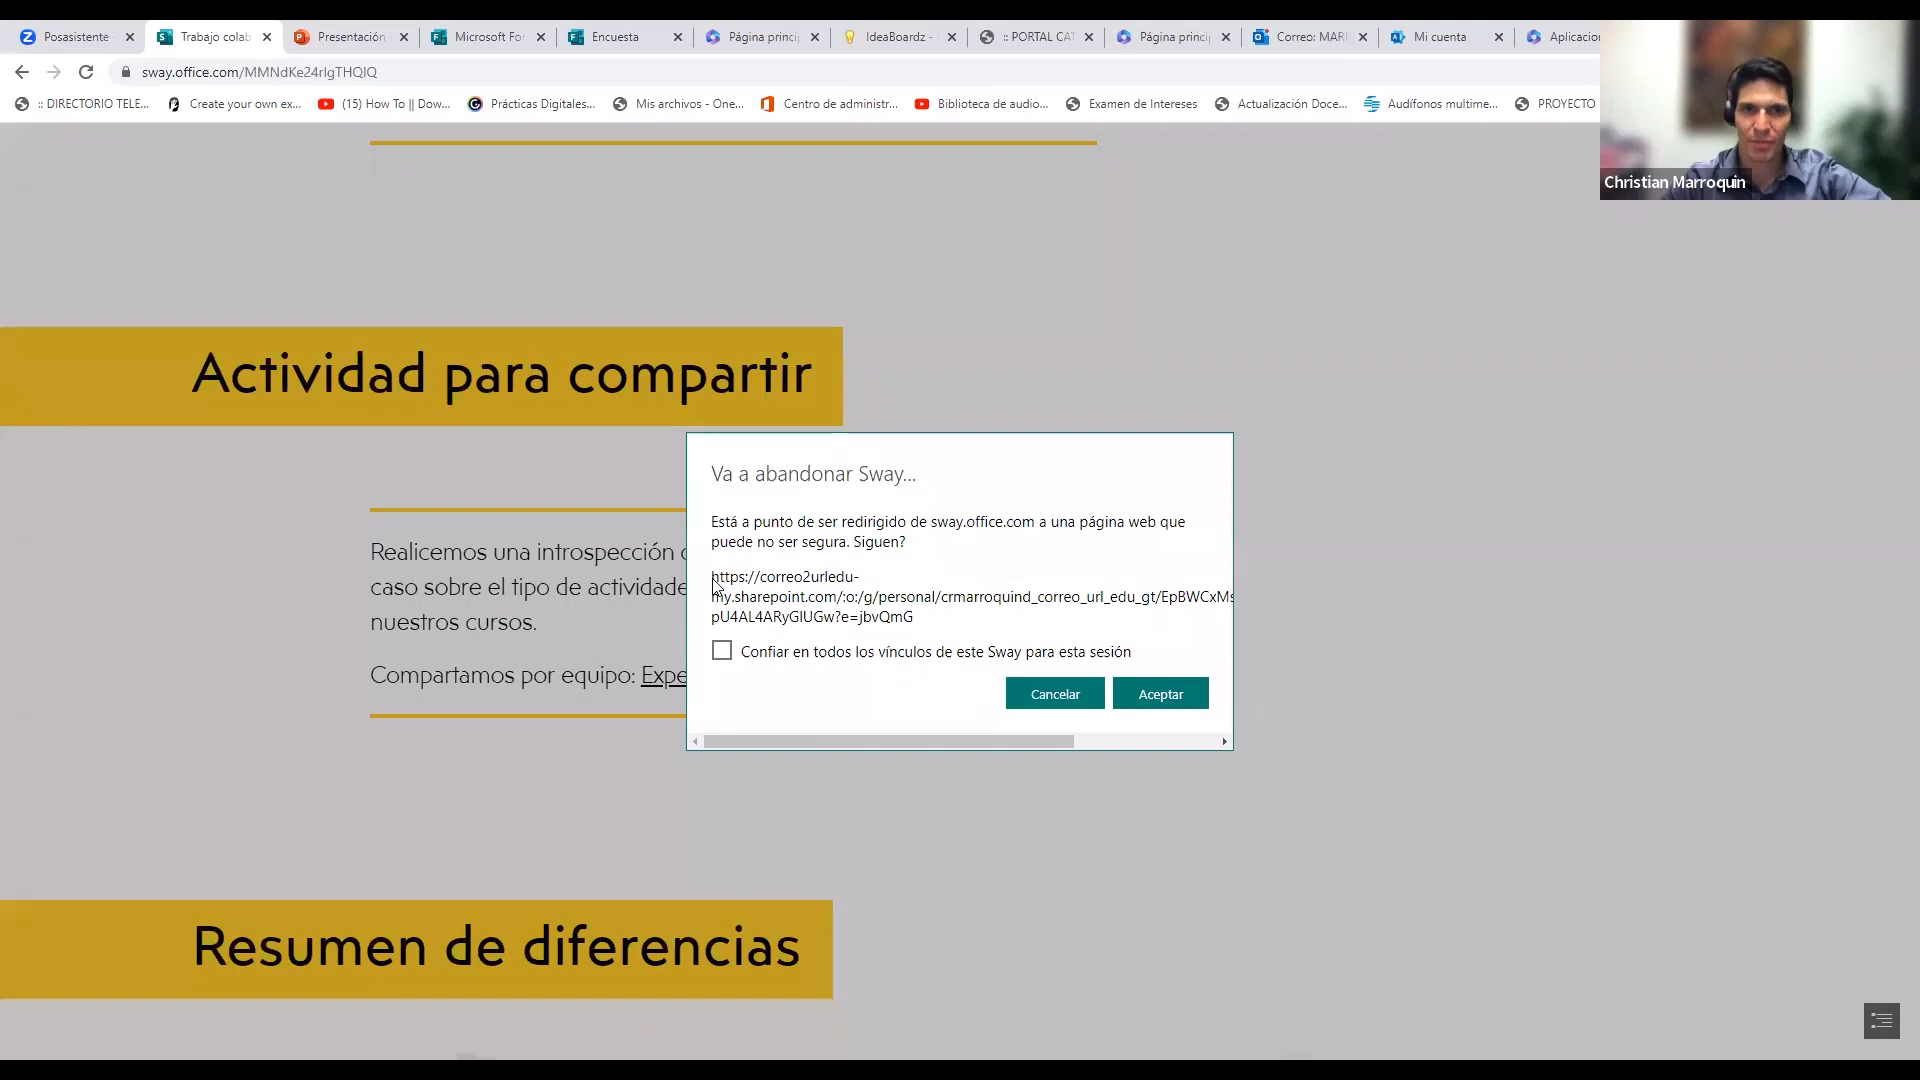 Posasistente
Trabajo colab
Presentación
Microsoft Fo
Encuesta
Página princi
IdeaBoardz -
:: PORTAL CAT
Página princi
Correo: MAR
Mi cuenta
Aplicacion
sway.office.com/MMNdKe24rIgTHQIQ
:: DIRECTORIO TELE...
Create your own ex...
(15) How To || Dow...
Prácticas Digitales...
Mis archivos - One...
Centro de administr...
Biblioteca de audio...
Examen de Intereses
Actualización Doce...
Audífonos multime...
PROYECTO
Christian Marroquin
Actividad para compartir
Realicemos una introspección
caso sobre el tipo de actividade
nuestros cursos.
Compartamos por equipo: Expe
Va a abandonar Sway...
Está a punto de ser redirigido de sway.office.com a una página web que
puede no ser segura. Siguen?
https://correo2urledu-
my.sharepoint.com/:o:/g/personal/crmarroquind_correo_url_edu_gt/EpBWCxMs
pU4AL4ARyGlUGw?e=jbvQmG
Confiar en todos los vínculos de este Sway para esta sesión
Cancelar
Aceptar
Resumen de diferencias